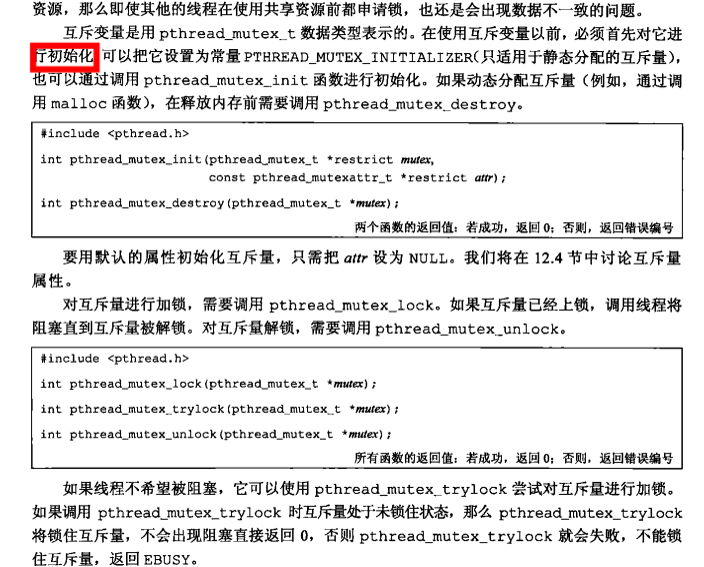 资源，那么即使其他的线程在使用共享资源前都申请锁，也还是会出现数据不一致的问题。
互斥变量是用 pthread_mutex_t 数据类型表示的。在使用互斥变量以前，必须首先对它进
行初始化，可以把它设置为常量 PTHREAD_MUTEX_INITIALIZER（只适用于静态分配的互斥量），
也可以通过调用 pthread_mutex_init 函数进行初始化。如果动态分配互斥量（例如，通过调
用 malloc 函数），在释放内存前需要调用 pthread_mutex_destroy。
#include <pthread.h>
int pthread_mutex_init(pthread_mutex_t *restrict mutex,
const pthread_mutexattr_t *restrict attr);
int pthread_mutex_destroy(pthread_mutex_t *mutex);
两个函数的返回值：若成功，返回 0；否则，返回错误编号
要用默认的属性初始化互斥量，只需把 attr 设为 NULL。我们将在 12.4 节中讨论互斥量
属性。
对互斥量进行加锁，需要调用 pthread_mutex_lock。如果互斥量已经上锁，调用线程将
阻塞直到互斥量被解锁。对互斥量解锁，需要调用 pthread_mutex_unlock。
#include <pthread.h>
int pthread_mutex_lock(pthread_mutex_t *mutex);
int pthread_mutex_trylock(pthread_mutex_t *mutex);
int pthread_mutex_unlock(pthread_mutex_t *mutex);
所有函数的返回值：若成功，返回 0；否则，返回错误编号
如果线程不希望被阻塞，它可以使用 pthread_mutex_trylock 尝试对互斥量进行加锁。
如果调用 pthread_mutex_trylock 时互斥量处于未锁住状态，那么 pthread_mutex_trylock
将锁住互斥量，不会出现阻塞直接返回 0，否则 pthread_mutex_trylock 就会失败，不能锁
住互斥量，返回 EBUSY。